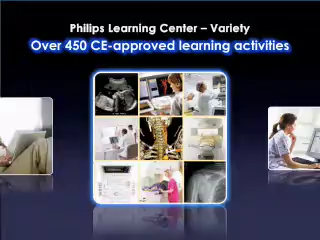 Philips Learning Center – Variety
Over 450 CE-approved learning activities